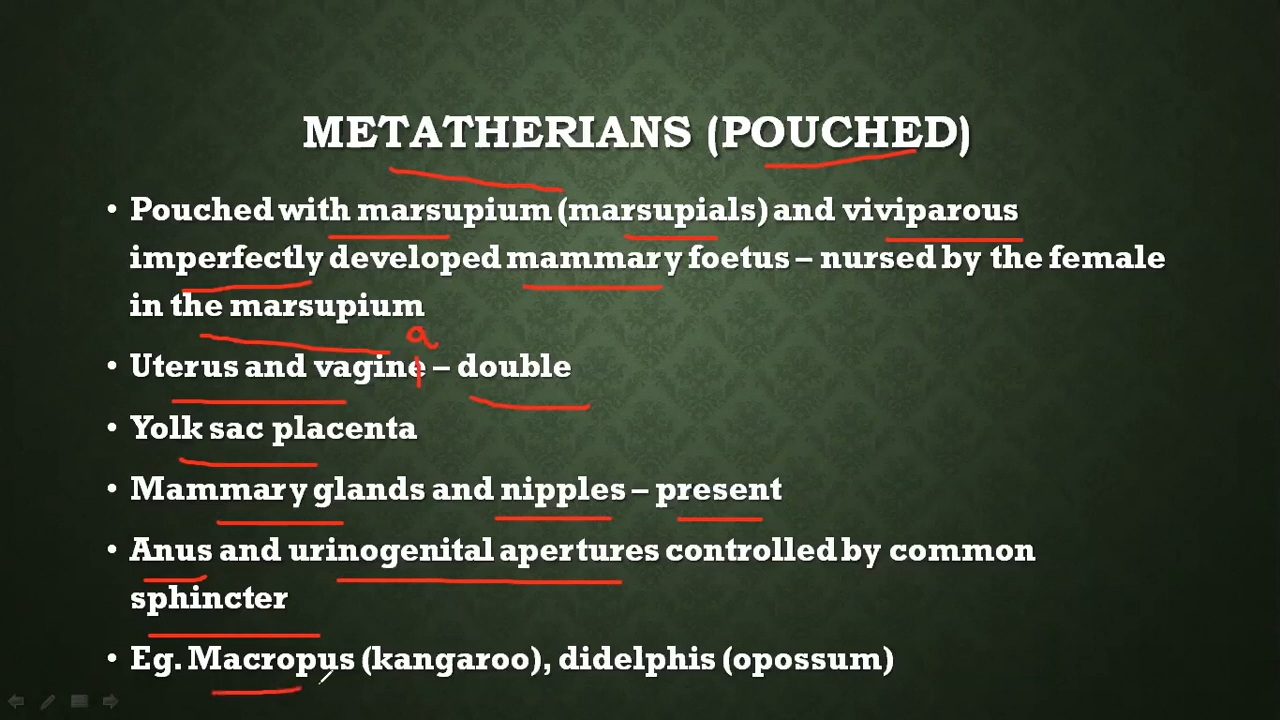 METATHERIANS (POUCHED)
• Pouched with marsupium (marsupials) and viviparous
imperfectly developed mammary foetus – nursed by the female
in the marsupium
a
• Uterus and vagine – double
• Yolk sac placenta
• Mammary glands and nipples – present
• Anus and urinogenital apertures controlled by common
sphincter
• Eg. Macropus (kangaroo), didelphis (opossum)